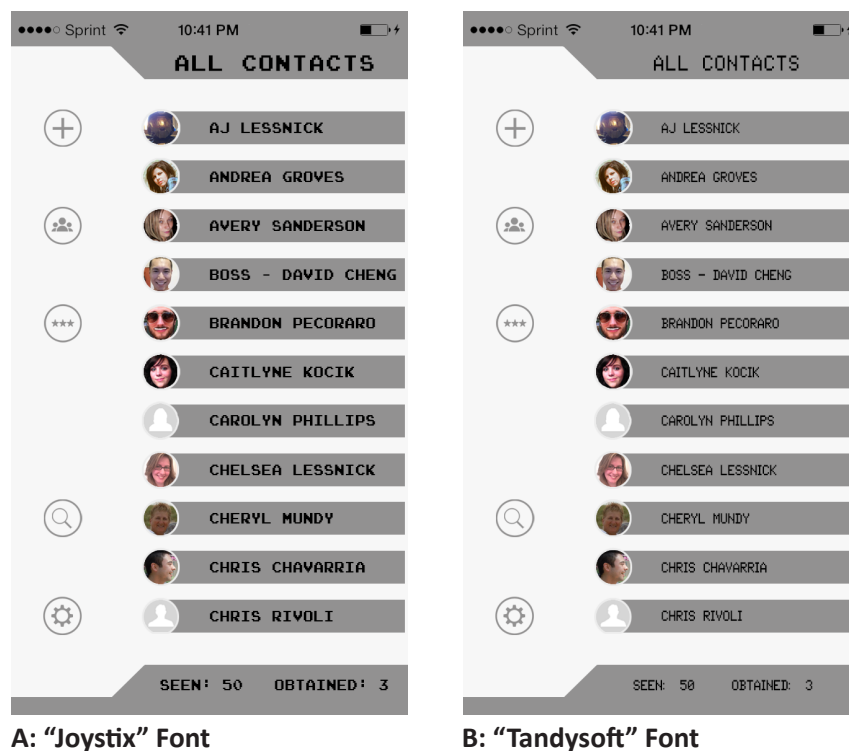 Sprint 10:41 PM
ALL CONTACTS
AJ LESSNICK
ANDREA GROVES
AVERY SANDERSON
BOSS - DAVID CHENG
BRANDON PECORARO
CAITLYNE KOCIK
CAROLYN PHILLIPS
CHELSEA LESSNICK
CHERYL MUNDY
CHRIS CHAVARRIA
CHRIS RIVOLI
SEEN: 50 OBTAINED: 3
A: “Joystix” Font
Sprint 10:41 PM
ALL CONTACTS
AJ LESSNICK
ANDREA GROVES
AVERY SANDERSON
BOSS - DAVID CHENG
BRANDON PECORARO
CAITLYNE KOCIK
CAROLYN PHILLIPS
CHELSEA LESSNICK
CHERYL MUNDY
CHRIS CHAVARRIA
CHRIS RIVOLI
SEEN: 50 OBTAINED: 3
B: “Tandysoft” Font